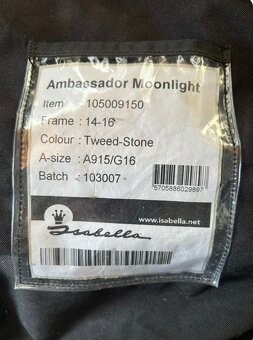 Ambassador Moonlight
Item : 105009150
Frame : 14-16
Colour : Tweed-Stone
A-size : A915/G16
Batch : 103007
5705886029897
www.isabella.net
Isabella